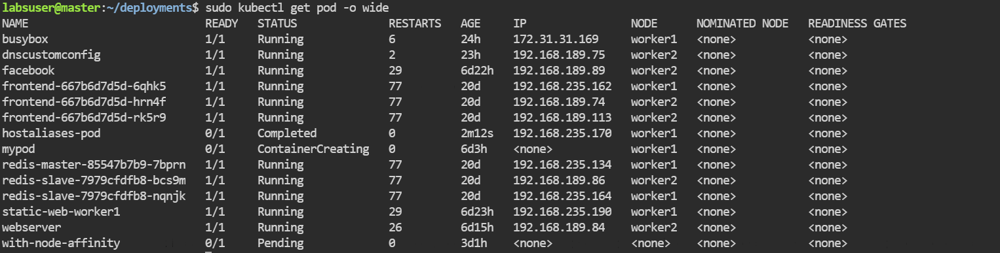 labsuser@master:~/deployments$ sudo kubectl get pod -o wide
NAME READY STATUS RESTARTS AGE IP NODE NOMINATED NODE READINESS GATES
busybox 1/1 Running 6 24h 172.31.31.169 worker1 <none> <none>
dnscustomconfig 1/1 Running 2 23h 192.168.189.75 worker2 <none> <none>
facebook 1/1 Running 29 6d22h 192.168.189.89 worker2 <none> <none>
frontend-667b6d7d5d-6qhk5 1/1 Running 77 20d 192.168.235.162 worker1 <none> <none>
frontend-667b6d7d5d-hrn4f 1/1 Running 77 20d 192.168.189.74 worker2 <none> <none>
frontend-667b6d7d5d-rk5r9 1/1 Running 77 20d 192.168.189.113 worker2 <none> <none>
hostaliases-pod 0/1 Completed 0 2m12s 192.168.235.170 worker1 <none> <none>
mypod 0/1 ContainerCreating 0 6d3h <none> worker1 <none> <none>
redis-master-85547b7b9-7bprn 1/1 Running 77 20d 192.168.235.134 worker1 <none> <none>
redis-slave-7979cfdfb8-bcs9m 1/1 Running 77 20d 192.168.189.86 worker2 <none> <none>
redis-slave-7979cfdfb8-nqnjk 1/1 Running 77 20d 192.168.235.164 worker1 <none> <none>
static-web-worker1 1/1 Running 29 6d23h 192.168.235.190 worker1 <none> <none>
webserver 1/1 Running 26 6d15h 192.168.189.84 worker2 <none> <none>
with-node-affinity 0/1 Pending 0 3d1h <none> <none> <none> <none>